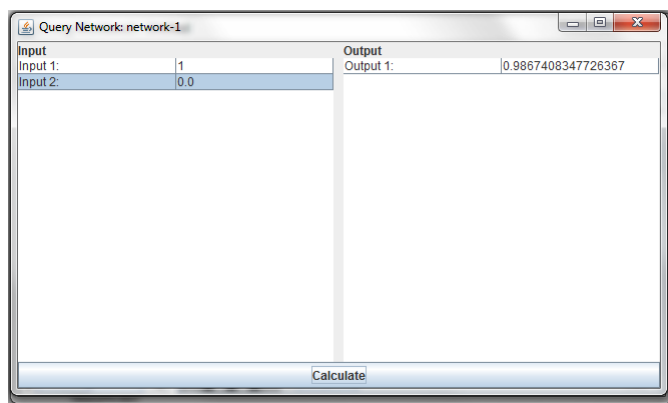 Query Network: network-1
Input
Input 1: 1
Input 2: 0.0
Output
Output 1: 0.9867408347726367
Calculate